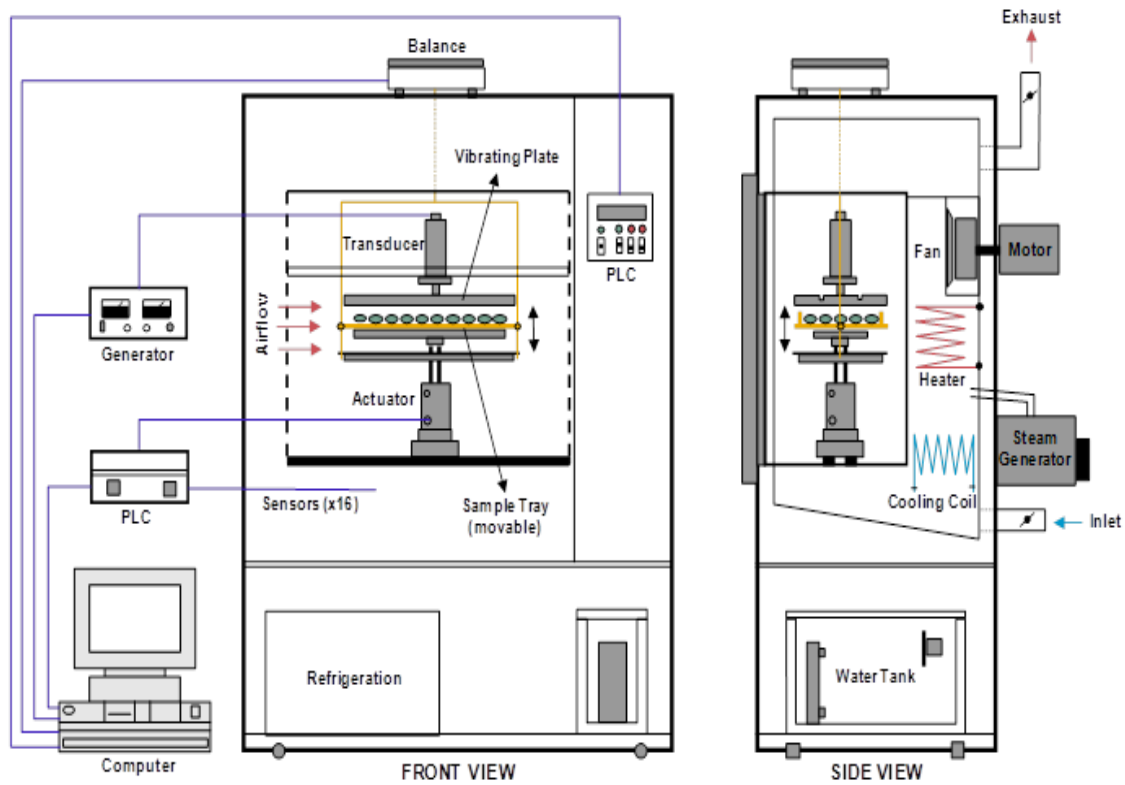 Exhaust
Balance
Vibrating Plate
Transducer
PLC
Fan
Motor
Airflow
Generator
Heater
Actuator
Steam
Generator
Cooling Coil
Sensors (x16)
Sample Tray
(movable)
PLC
Inlet
Refrigeration
Water Tank
Computer
FRONT VIEW
SIDE VIEW